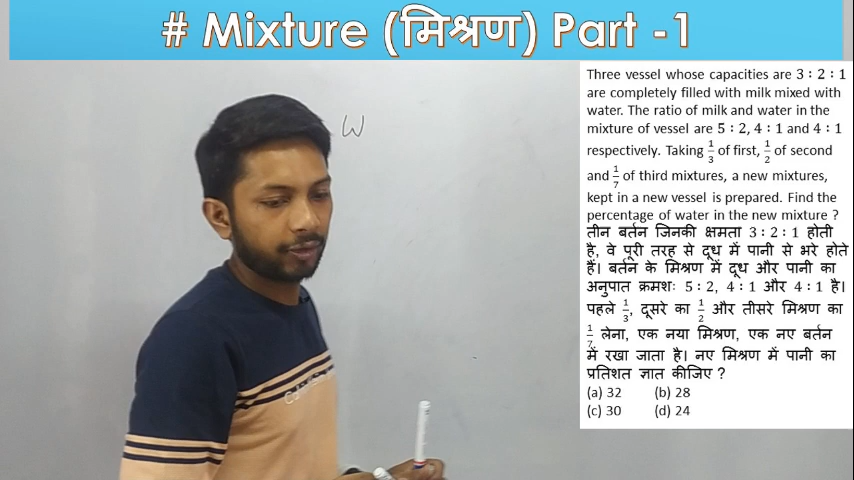 # Mixture (मिश्रण) Part -1
W
Three vessel whose capacities are 3 : 2 : 1
are completely filled with milk mixed with
water. The ratio of milk and water in the
mixture of vessel are 5 : 2, 4 : 1 and 4 : 1
respectively. Taking 1/3 of first, 1/2 of second
and 1/7 of third mixtures, a new mixtures,
kept in a new vessel is prepared. Find the
percentage of water in the new mixture ?
तीन बर्तन जिनकी क्षमता 3 : 2 : 1 होती
है, वे पूरी तरह से दूध में पानी से भरे होते
हैं। बर्तन के मिश्रण में दूध और पानी का
अनुपात क्रमशः 5 : 2, 4 : 1 और 4 : 1 है।
पहले 1/3, दूसरे का 1/2 और तीसरे मिश्रण का
1/7 लेना, एक नया मिश्रण, एक नए बर्तन
में रखा जाता है। नए मिश्रण में पानी का
प्रतिशत ज्ञात कीजिए ?
(a) 32 (b) 28
(c) 30 (d) 24